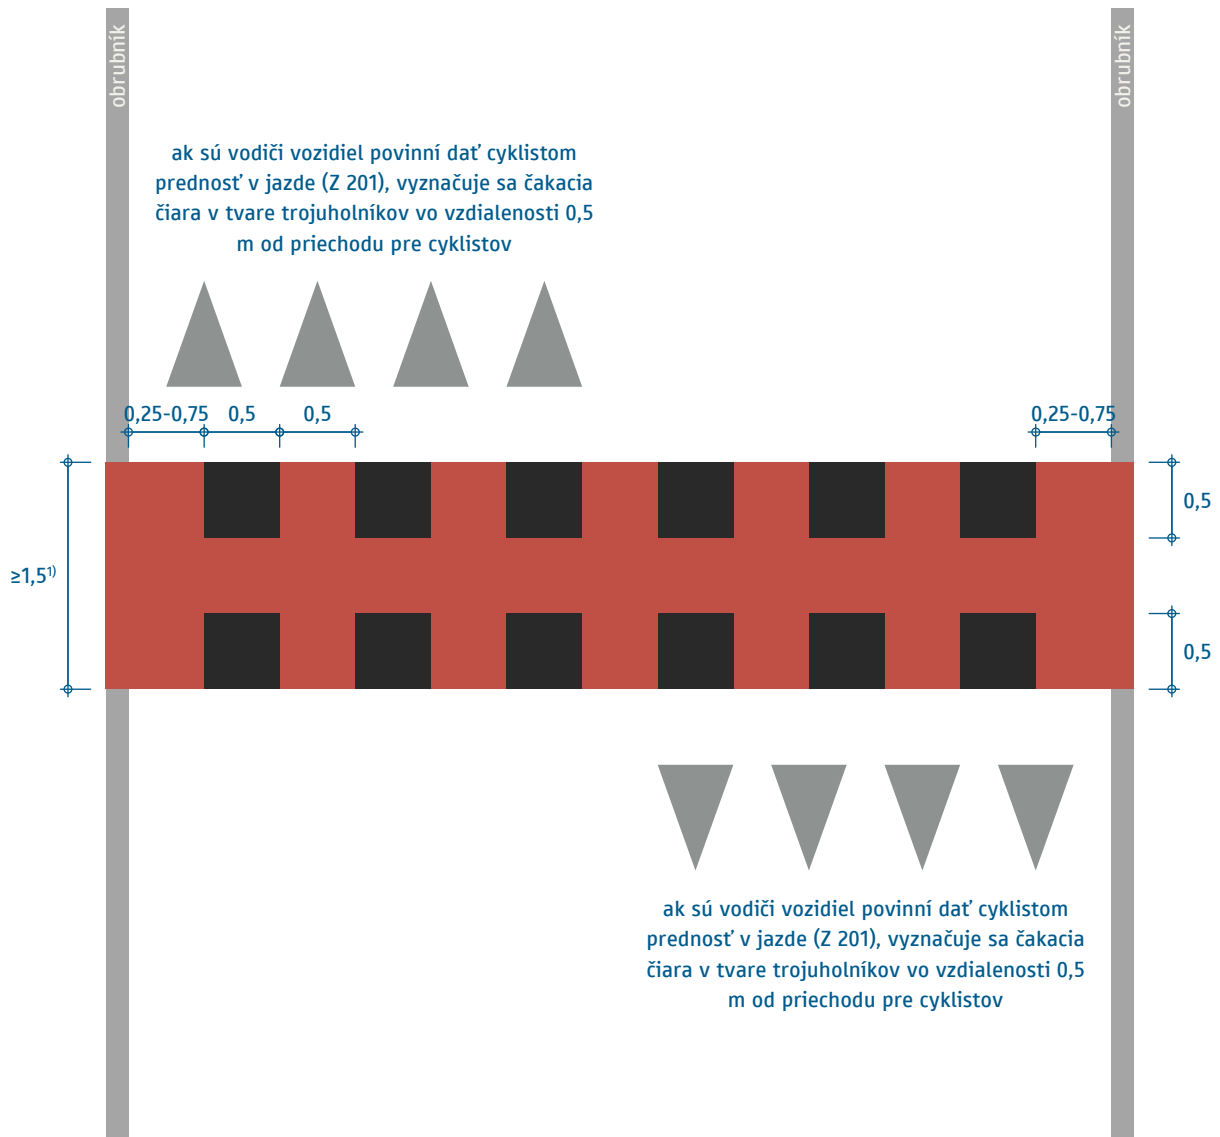 obrubník
obrubník
ak sú vodiči vozidiel povinní dať cyklistom
prednosť v jazde (Z 201), vyznačuje sa čakacia
čiara v tvare trojuholníkov vo vzdialenosti 0,5
m od priechodu pre cyklistov
0,25-0,75 0,5 0,5
0,25-0,75
0,5
≥1,5¹⁾
0,5
ak sú vodiči vozidiel povinní dať cyklistom
prednosť v jazde (Z 201), vyznačuje sa čakacia
čiara v tvare trojuholníkov vo vzdialenosti 0,5
m od priechodu pre cyklistov